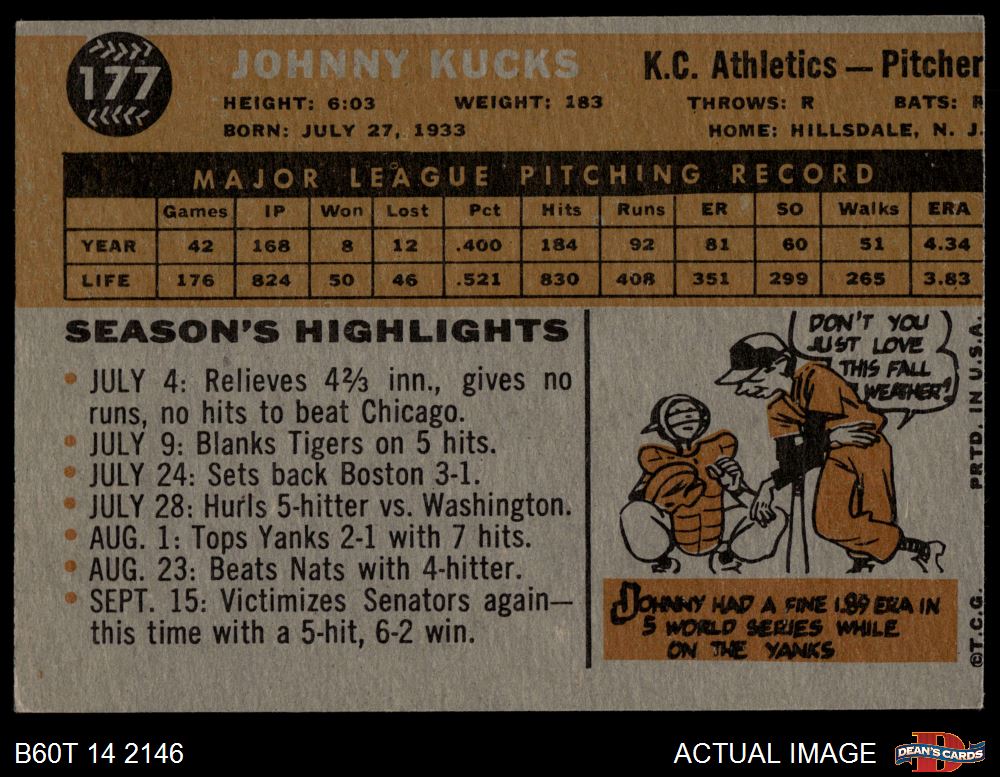 177
JOHNNY KUCKS
K.C. Athletics — Pitcher
HEIGHT: 6:03 WEIGHT: 183 THROWS: R BATS: R
BORN: JULY 27, 1933 HOME: HILLSDALE, N. J.
MAJOR LEAGUE PITCHING RECORD
Games IP Won Lost Pct Hits Runs ER SO Walks ERA
YEAR 42 168 8 12 .400 184 92 81 60 51 4.34
LIFE 176 824 50 46 .521 830 408 351 299 265 3.83
SEASON'S HIGHLIGHTS
• JULY 4: Relieves 4⅔ inn., gives no
runs, no hits to beat Chicago.
• JULY 9: Blanks Tigers on 5 hits.
• JULY 24: Sets back Boston 3-1.
• JULY 28: Hurls 5-hitter vs. Washington.
• AUG. 1: Tops Yanks 2-1 with 7 hits.
• AUG. 23: Beats Nats with 4-hitter.
• SEPT. 15: Victimizes Senators again—
this time with a 5-hit, 6-2 win.
DON'T YOU
JUST LOVE
THIS FALL
WEATHER?
JOHNNY HAD A FINE 1.89 ERA IN
5 WORLD SERIES WHILE
ON THE YANKS
©T.C.G. PRTD. IN U.S.A.
B60T 14 2146
ACTUAL IMAGE
D
DEAN'S CARDS